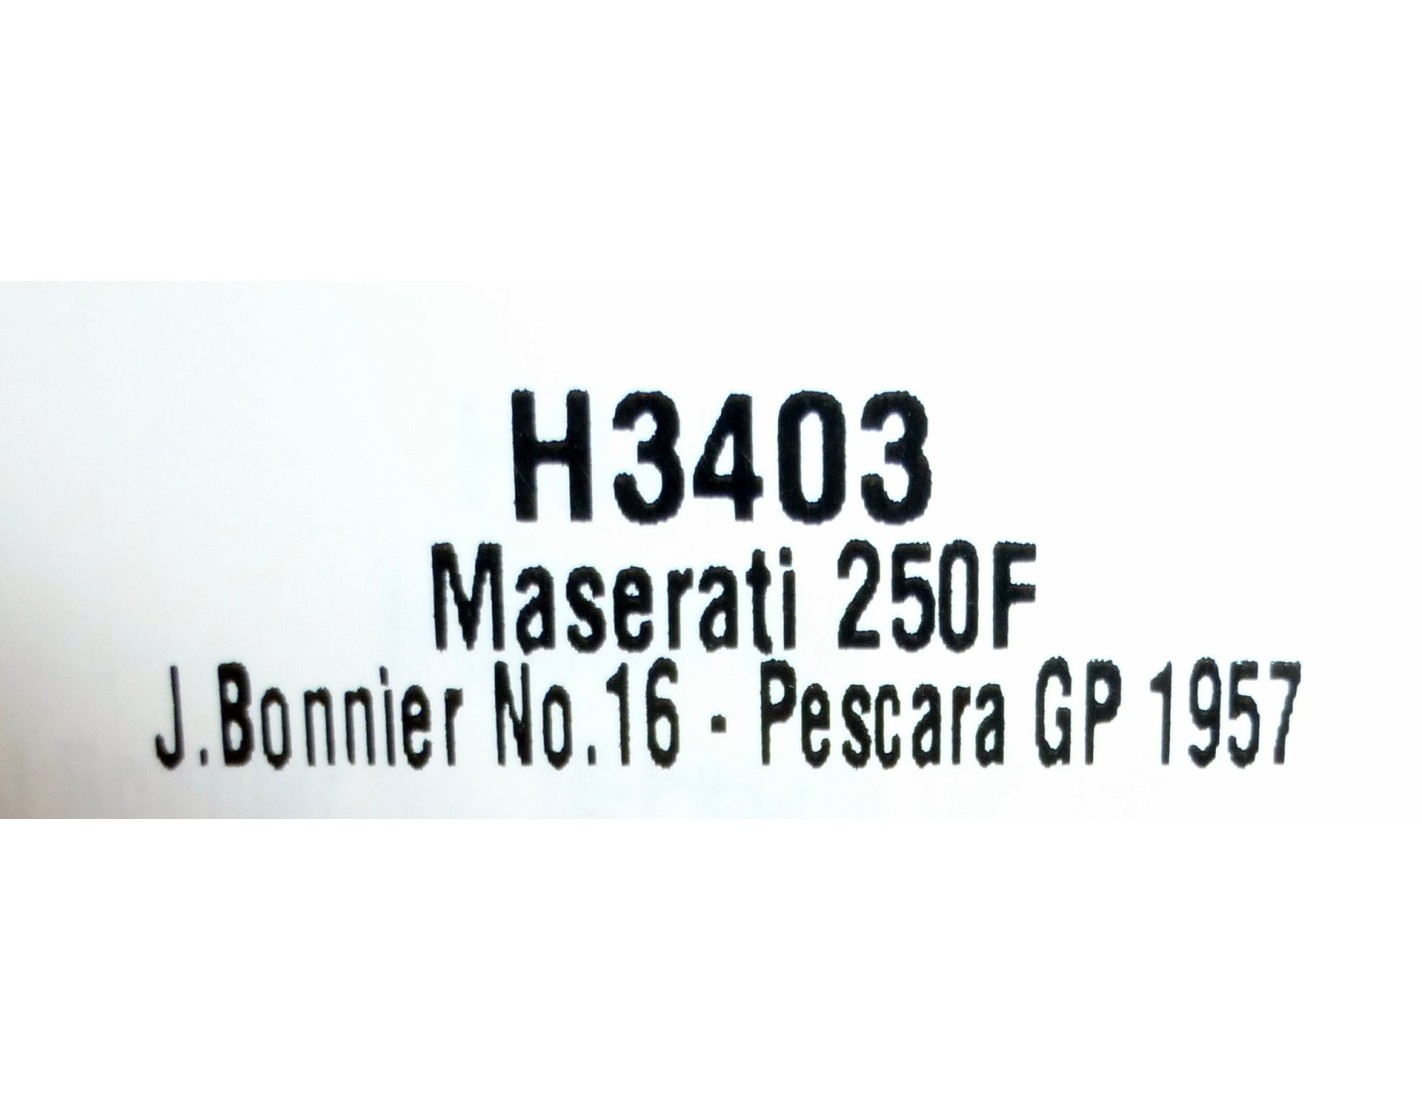 H3403
Maserati 250F
J.Bonnier No.16 - Pescara GP 1957